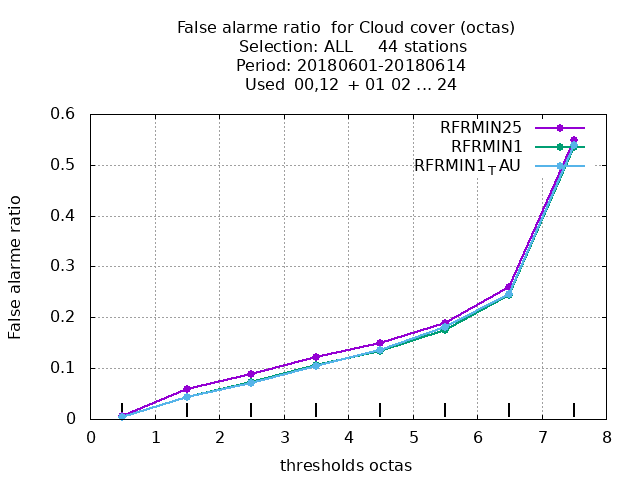 False alarme ratio  for Cloud cover (octas)
Selection: ALL     44 stations
Period: 20180601-20180614
Used  00,12  + 01 02 ... 24
RFRMIN25
RFRMIN1
RFRMIN1TAU
False alarme ratio
0.6
0.5
0.4
0.3
0.2
0.1
0
0 1 2 3 4 5 6 7 8
thresholds octas